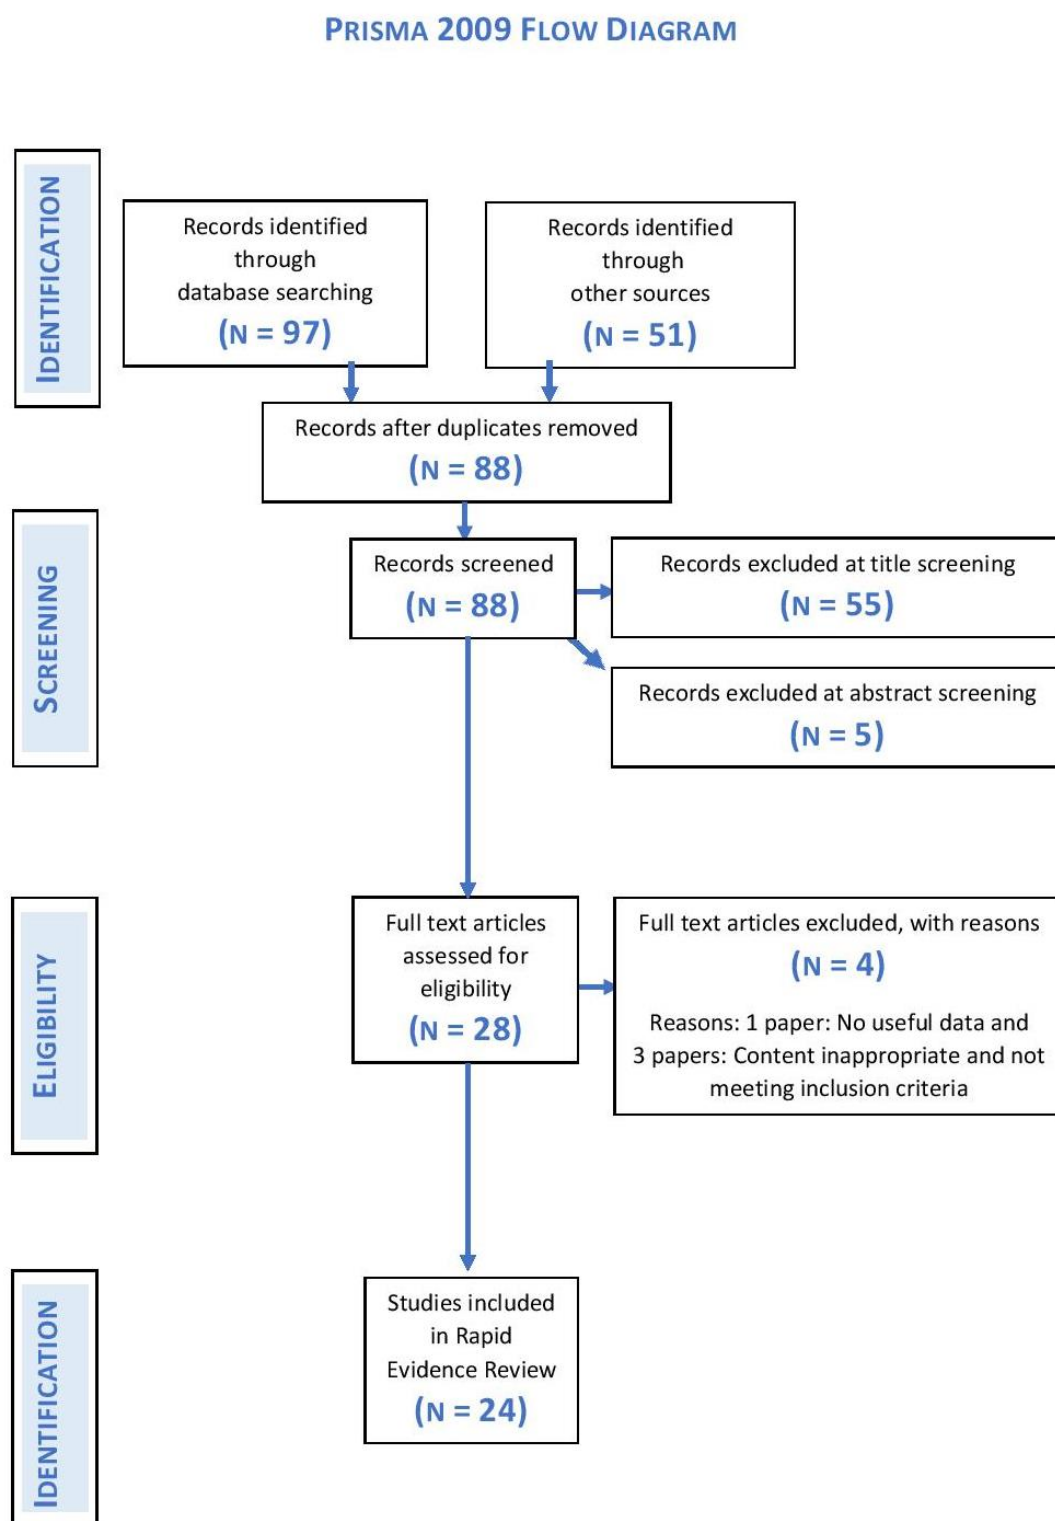 PRISMA 2009 FLOW DIAGRAM
IDENTIFICATION
Records identified
through
database searching
(N = 97)
Records identified
through
other sources
(N = 51)
Records after duplicates removed
(N = 88)
SCREENING
Records screened
(N = 88)
Records excluded at title screening
(N = 55)
Records excluded at abstract screening
(N = 5)
ELIGIBILITY
Full text articles
assessed for
eligibility
(N = 28)
Full text articles excluded, with reasons
(N = 4)
Reasons: 1 paper: No useful data and
3 papers: Content inappropriate and not
meeting inclusion criteria
IDENTIFICATION
Studies included
in Rapid
Evidence Review
(N = 24)